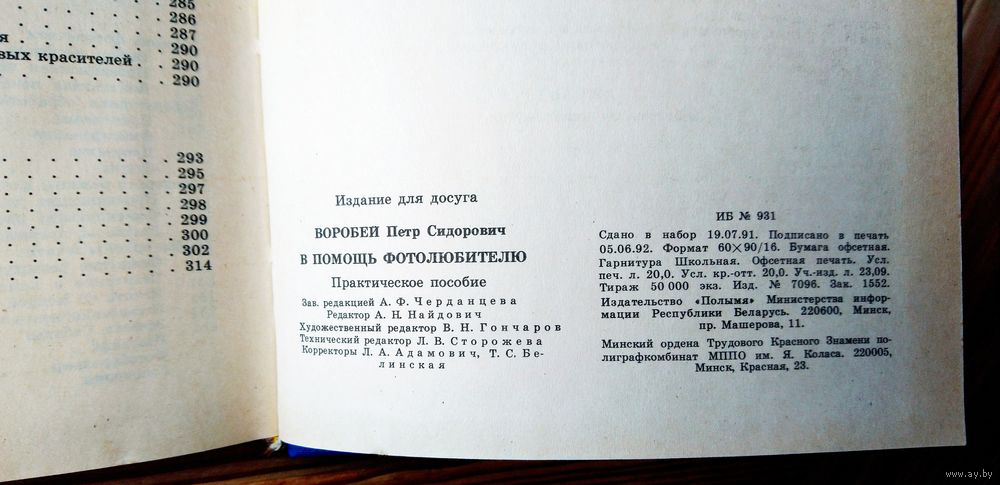 285
286
я . 287
290
вых красителей . . 290
290
293
295
297
298
299
300
302
314
Издание для досуга
ВОРОБЕЙ Петр Сидорович
В ПОМОЩЬ ФОТОЛЮБИТЕЛЮ
Практическое пособие
Зав. редакцией А. Ф. Черданцева
Редактор А. Н. Найдович
Художественный редактор В. Н. Гончаров
Технический редактор Л. В. Сторожева
Корректоры Л. А. Адамович, Т. С. Бе-
линская
ИБ № 931
Сдано в набор 19.07.91. Подписано в печать
05.06.92. Формат 60×90/16. Бумага офсетная.
Гарнитура Школьная. Офсетная печать. Усл.
печ. л. 20,0. Усл. кр.-отт. 20,0. Уч.-изд. л. 23,09.
Тираж 50 000 экз. Изд. № 7096. Зак. 1552.
Издательство «Полымя» Министерства инфор-
мации Республики Беларусь. 220600, Минск,
пр. Машерова, 11.
Минский ордена Трудового Красного Знамени по-
лиграфкомбинат МППО им. Я. Коласа. 220005,
Минск, Красная, 23.
www.ay.by